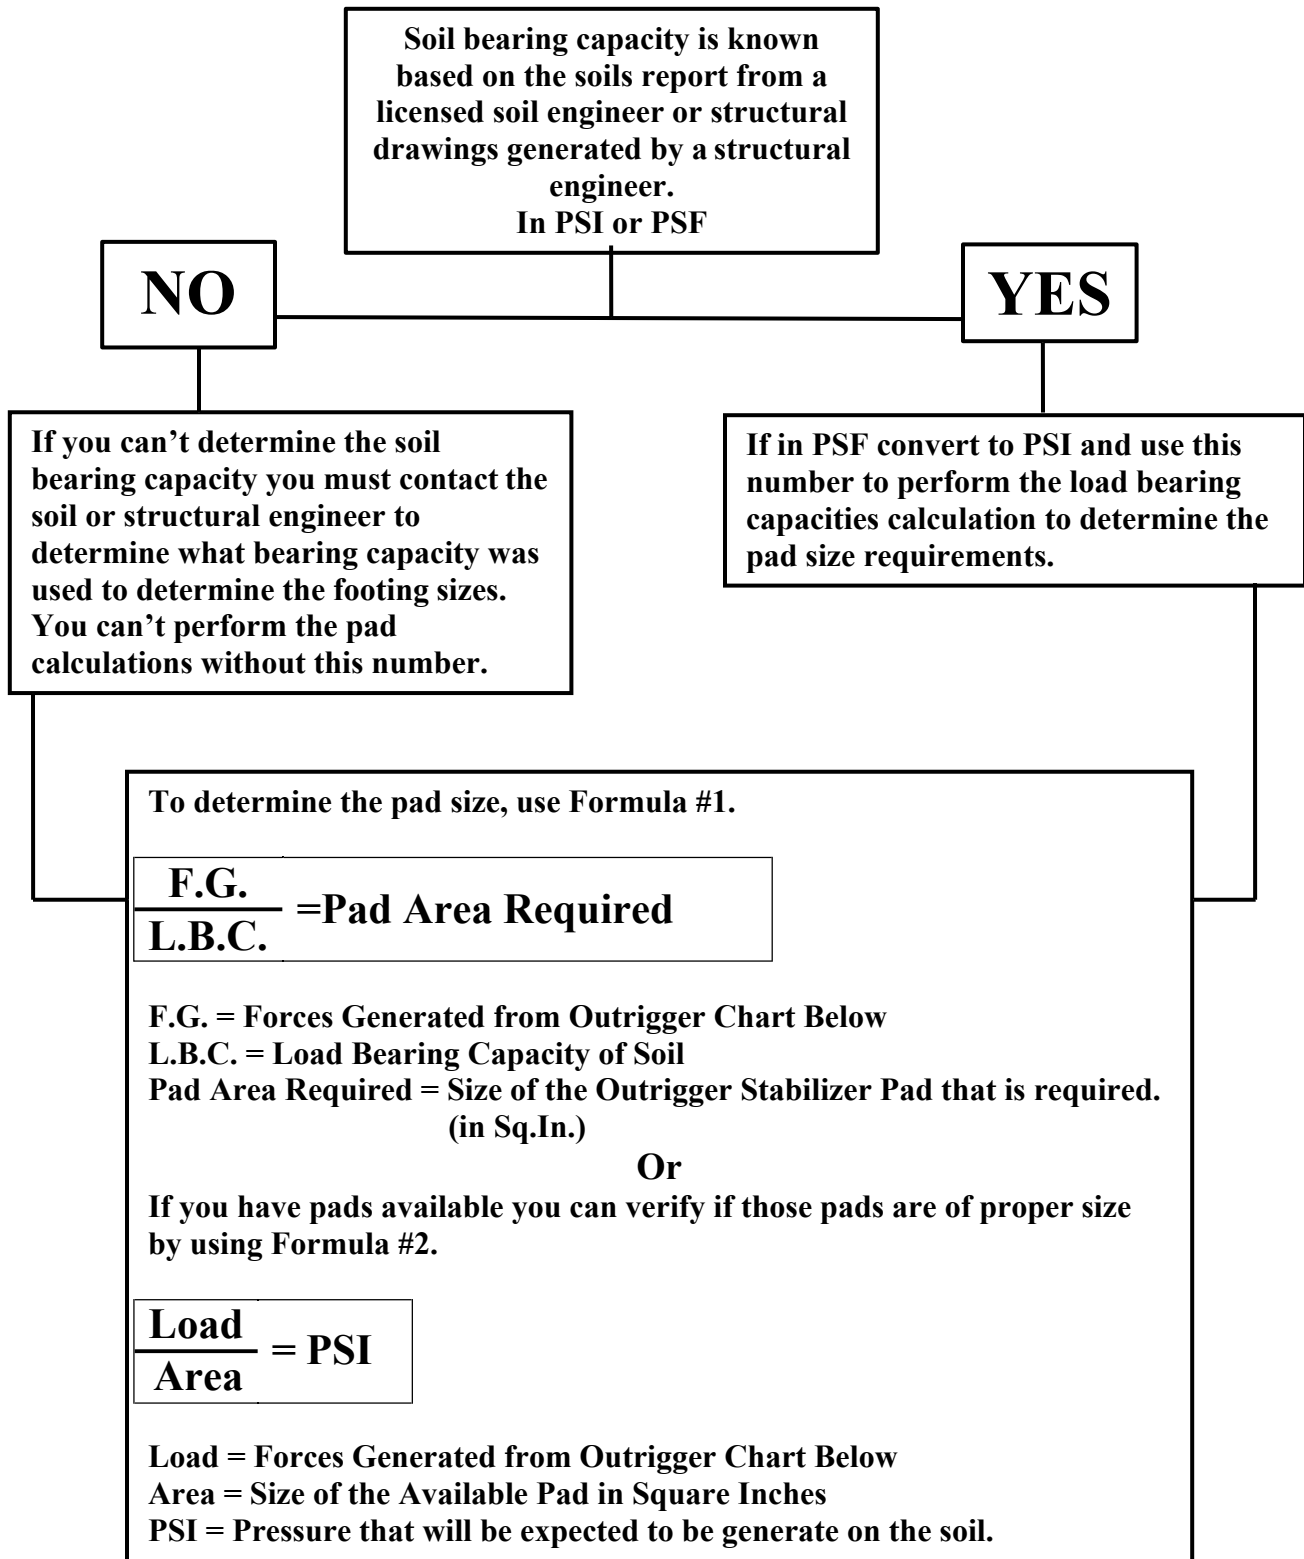 Soil bearing capacity is known
based on the soils report from a
licensed soil engineer or structural
drawings generated by a structural
engineer.
In PSI or PSF
NO
YES
If you can’t determine the soil
bearing capacity you must contact the
soil or structural engineer to
determine what bearing capacity was
used to determine the footing sizes.
You can’t perform the pad
calculations without this number.
If in PSF convert to PSI and use this
number to perform the load bearing
capacities calculation to determine the
pad size requirements.
To determine the pad size, use Formula #1.
F.G.
=Pad Area Required
L.B.C.
F.G. = Forces Generated from Outrigger Chart Below
L.B.C. = Load Bearing Capacity of Soil
Pad Area Required = Size of the Outrigger Stabilizer Pad that is required.
(in Sq.In.)
Or
If you have pads available you can verify if those pads are of proper size
by using Formula #2.
Load
= PSI
Area
Load = Forces Generated from Outrigger Chart Below
Area = Size of the Available Pad in Square Inches
PSI = Pressure that will be expected to be generate on the soil.